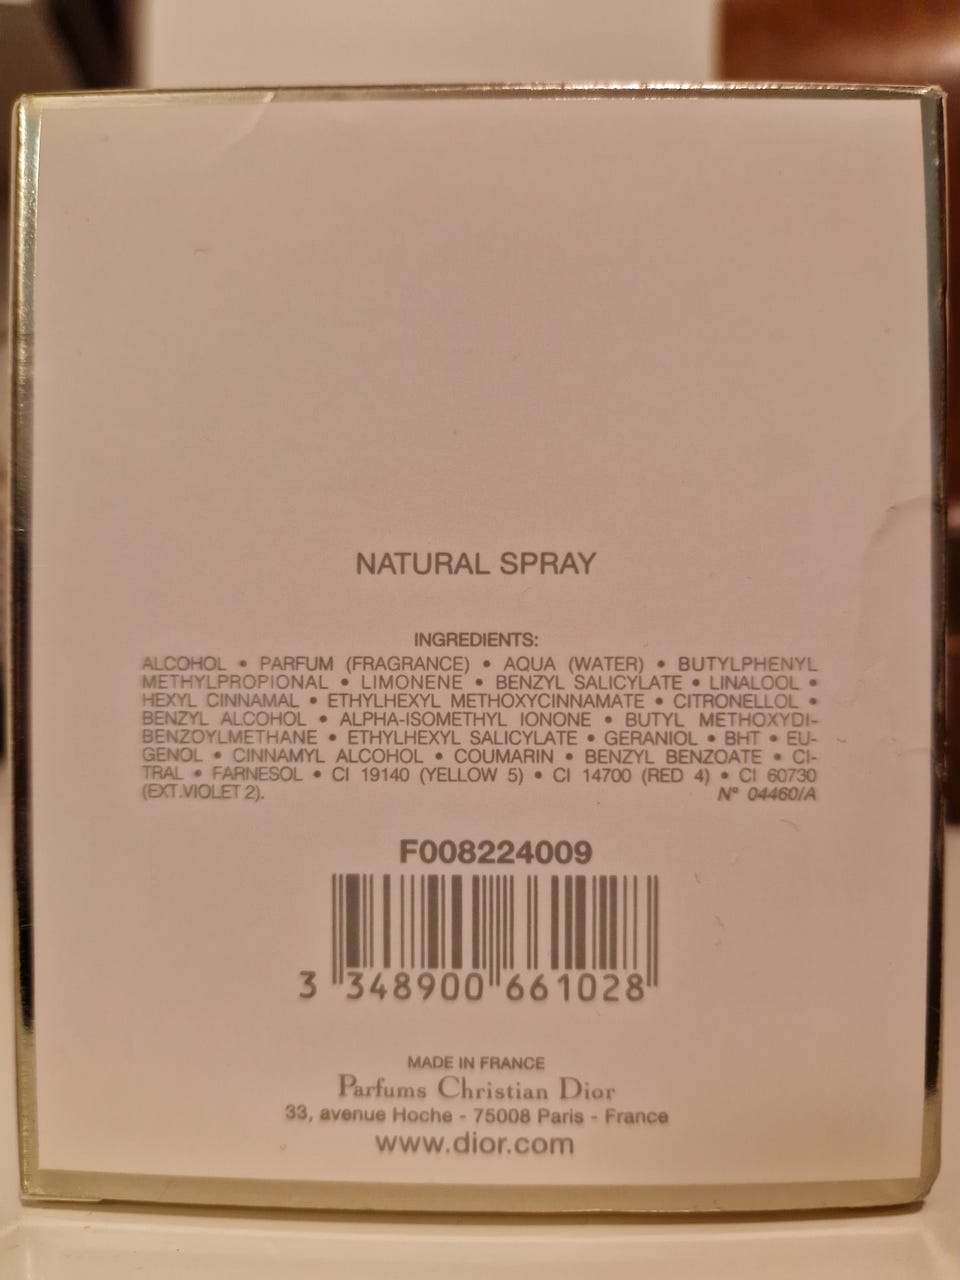 NATURAL SPRAY
INGREDIENTS:
ALCOHOL • PARFUM (FRAGRANCE) • AQUA (WATER) • BUTYLPHENYL
METHYLPROPIONAL • LIMONENE • BENZYL SALICYLATE • LINALOOL •
HEXYL CINNAMAL • ETHYLHEXYL METHOXYCINNAMATE • CITRONELLOL •
BENZYL ALCOHOL • ALPHA-ISOMETHYL IONONE • BUTYL METHOXYDI-
BENZOYLMETHANE • ETHYLHEXYL SALICYLATE • GERANIOL • BHT • EU-
GENOL • CINNAMYL ALCOHOL • COUMARIN • BENZYL BENZOATE • CI-
TRAL • FARNESOL • CI 19140 (YELLOW 5) • CI 14700 (RED 4) • CI 60730
(EXT.VIOLET 2). N° 04460/A
F008224009
3 348900 661028
MADE IN FRANCE
Parfums Christian Dior
33, avenue Hoche - 75008 Paris - France
www.dior.com